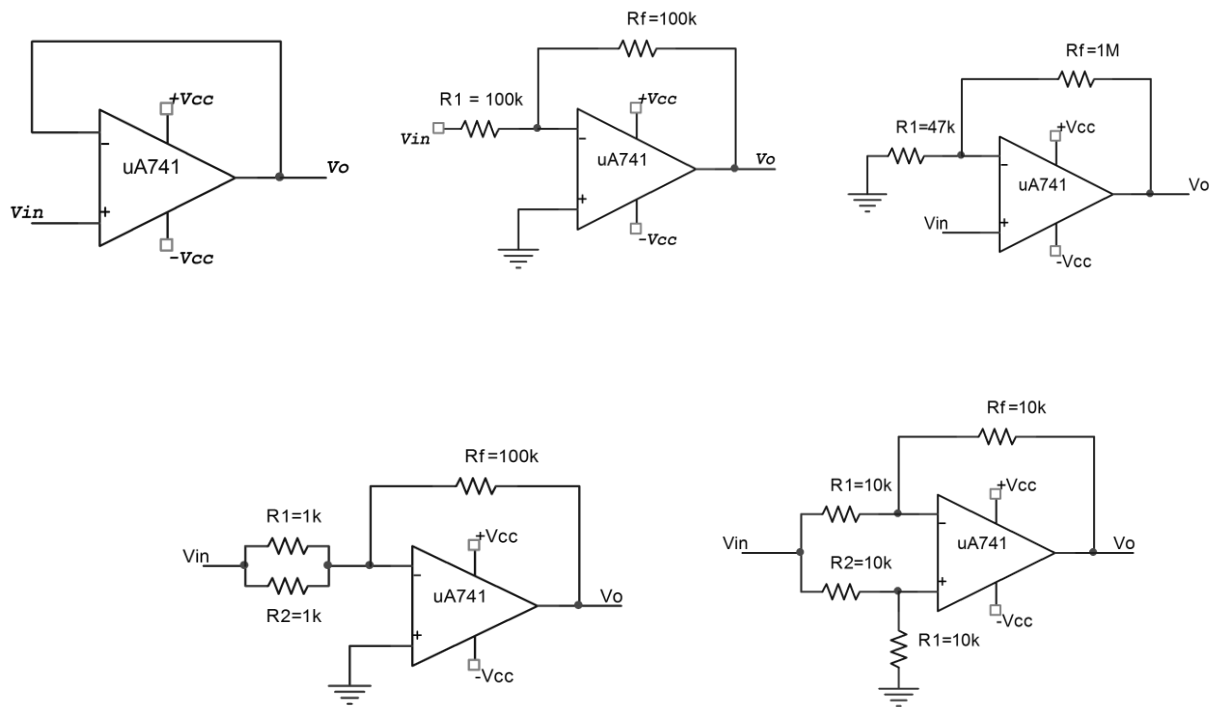 +Vcc
-
uA741
Vo
Vin
+
-Vcc
Rf=100k
R1 = 100k
+Vcc
Vin
-
uA741
Vo
+
-Vcc
Rf=1M
R1=47k
+Vcc
-
uA741
Vo
Vin
+
-Vcc
Rf=100k
R1=1k
+Vcc
Vin
-
uA741
R2=1k
Vo
+
-Vcc
Rf=10k
R1=10k
+Vcc
-
Vin
uA741
Vo
R2=10k
+
-Vcc
R1=10k